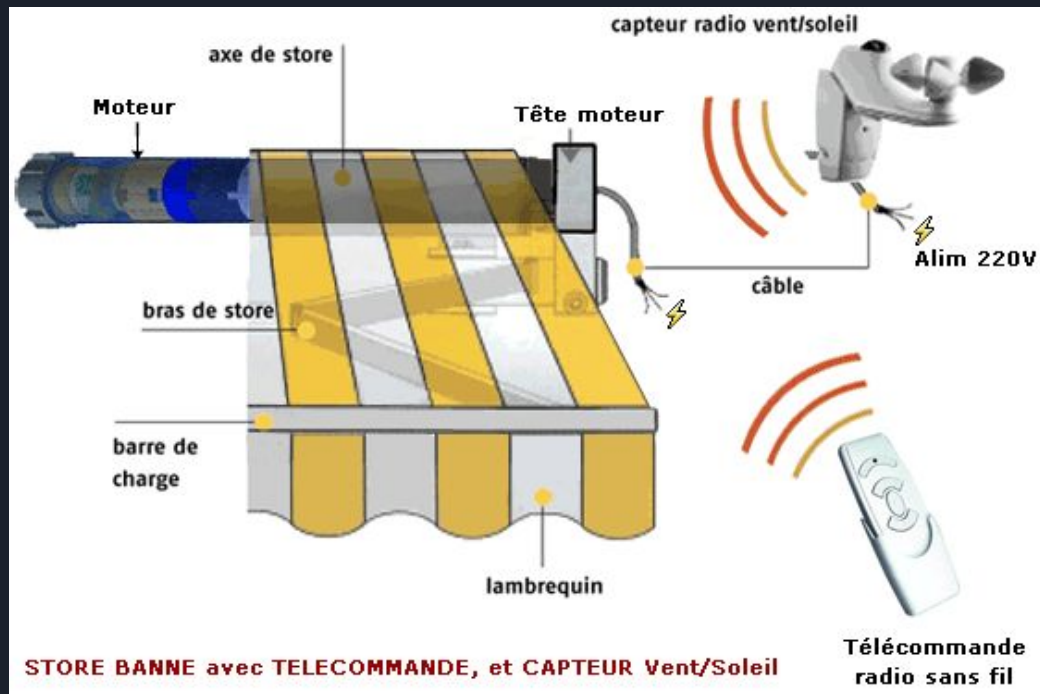 capteur radio vent/soleil
axe de store
Moteur
Tête moteur
Alim 220V
câble
bras de store
barre de
charge
lambrequin
Télécommande
radio sans fil
STORE BANNE avec TELECOMMANDE, et CAPTEUR Vent/Soleil